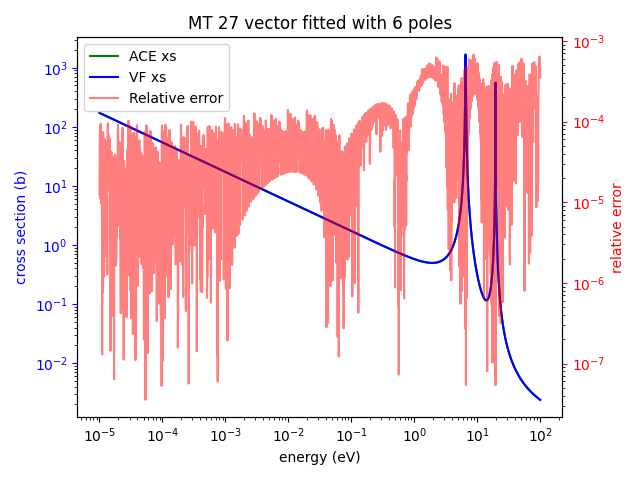 MT 27 vector fitted with 6 poles
ACE xs
VF xs
Relative error
cross section (b)
10³
10²
10¹
10⁰
10⁻¹
10⁻²
relative error
10⁻³
10⁻⁴
10⁻⁵
10⁻⁶
10⁻⁷
10⁻⁵ 10⁻⁴ 10⁻³ 10⁻² 10⁻¹ 10⁰ 10¹ 10²
energy (eV)